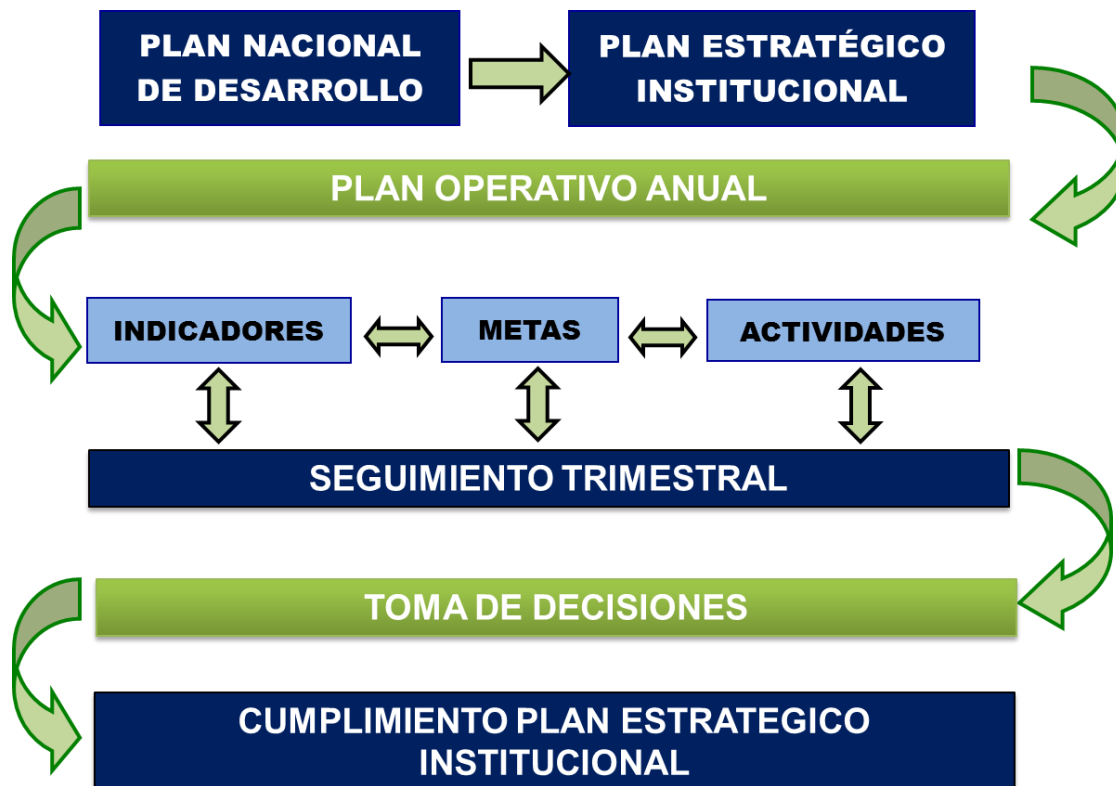 PLAN NACIONAL
DE DESARROLLO
PLAN ESTRATÉGICO
INSTITUCIONAL
PLAN OPERATIVO ANUAL
INDICADORES
METAS
ACTIVIDADES
SEGUIMIENTO TRIMESTRAL
TOMA DE DECISIONES
CUMPLIMIENTO PLAN ESTRATEGICO
INSTITUCIONAL